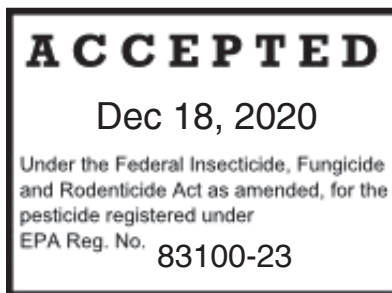 ACCEPTED
Dec 18, 2020
Under the Federal Insecticide, Fungicide
and Rodenticide Act as amended, for the
pesticide registered under
EPA Reg. No. 83100-23